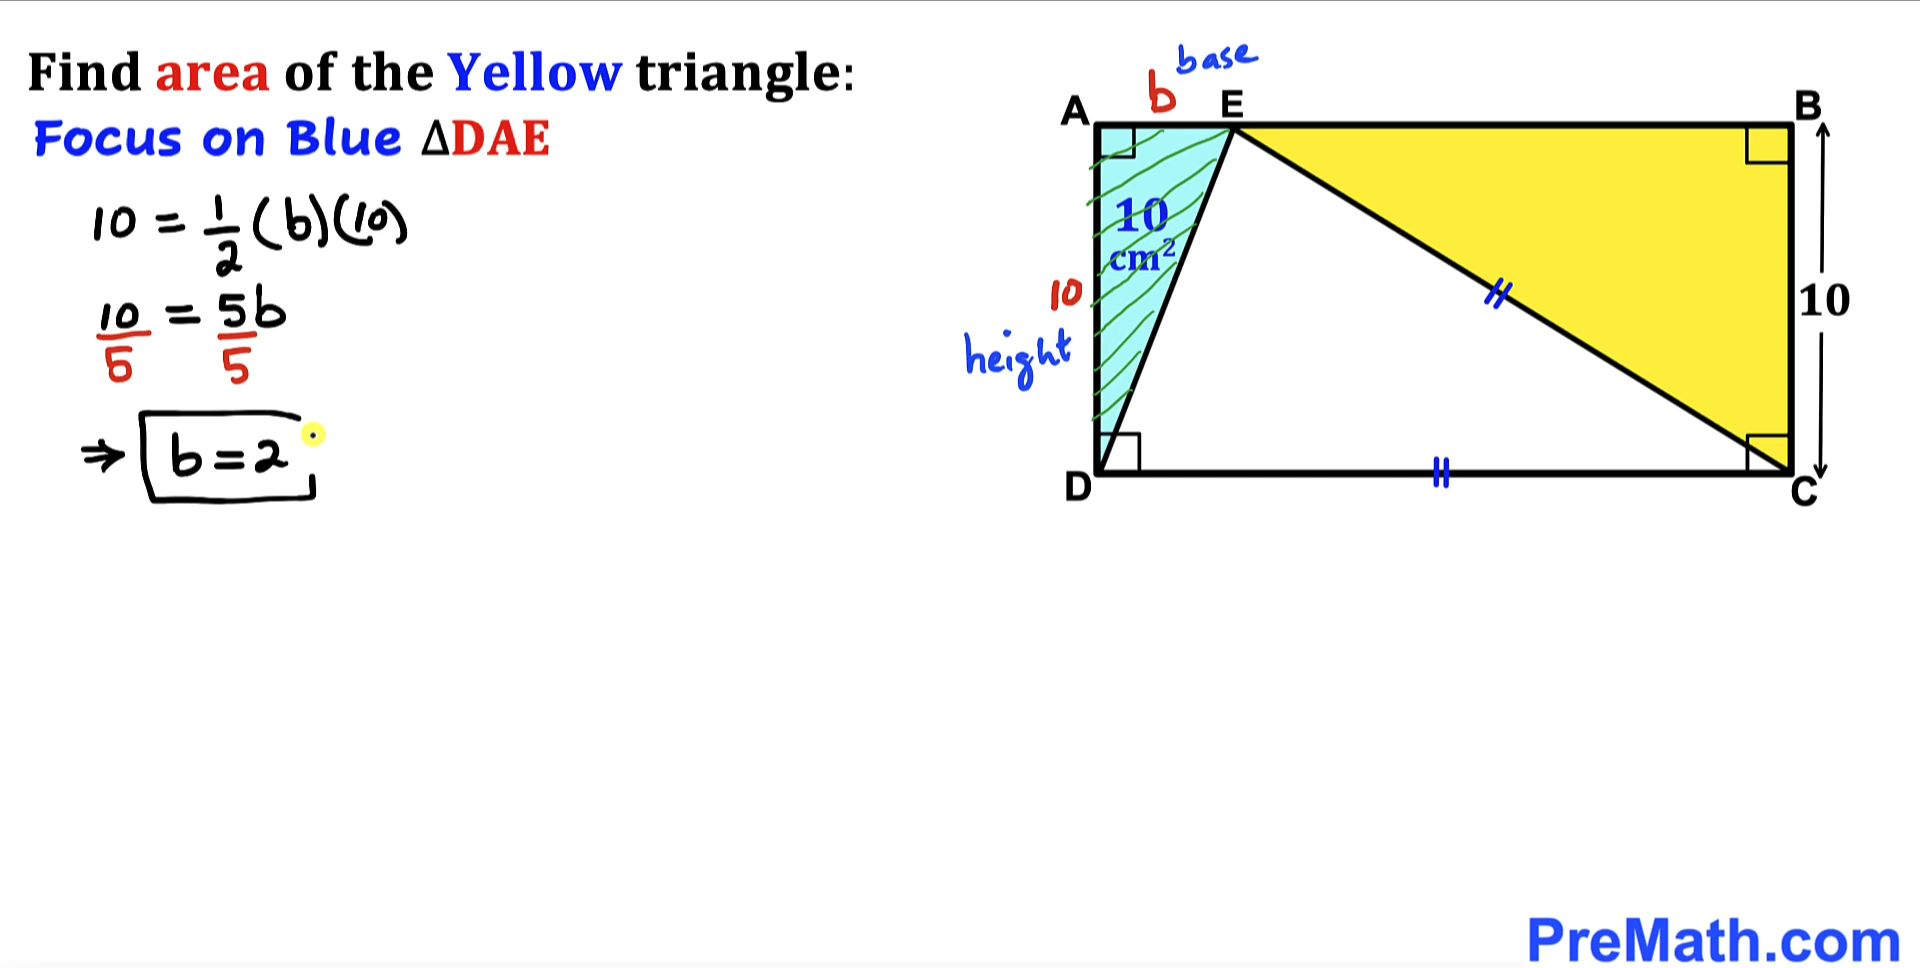 Find area of the Yellow triangle:
Focus on Blue ΔDAE
10 = 1/2 (b)(10)
10/5 = 5b/5
⇒ b = 2
base
b
A E B
10
cm²
10
height
10
D C
PreMath.com